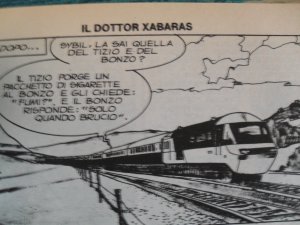 IL DOTTOR XABARAS
DOPO...
SYBIL, LA SAI QUELLA
DEL TIZIO E DEL
BONZO?
IL TIZIO PORGE UN
PACCHETTO DI SIGARETTE
AL BONZO E GLI CHIEDE:
"FUMI?". E IL BONZO
RISPONDE: "SOLO
QUANDO BRUCIO".